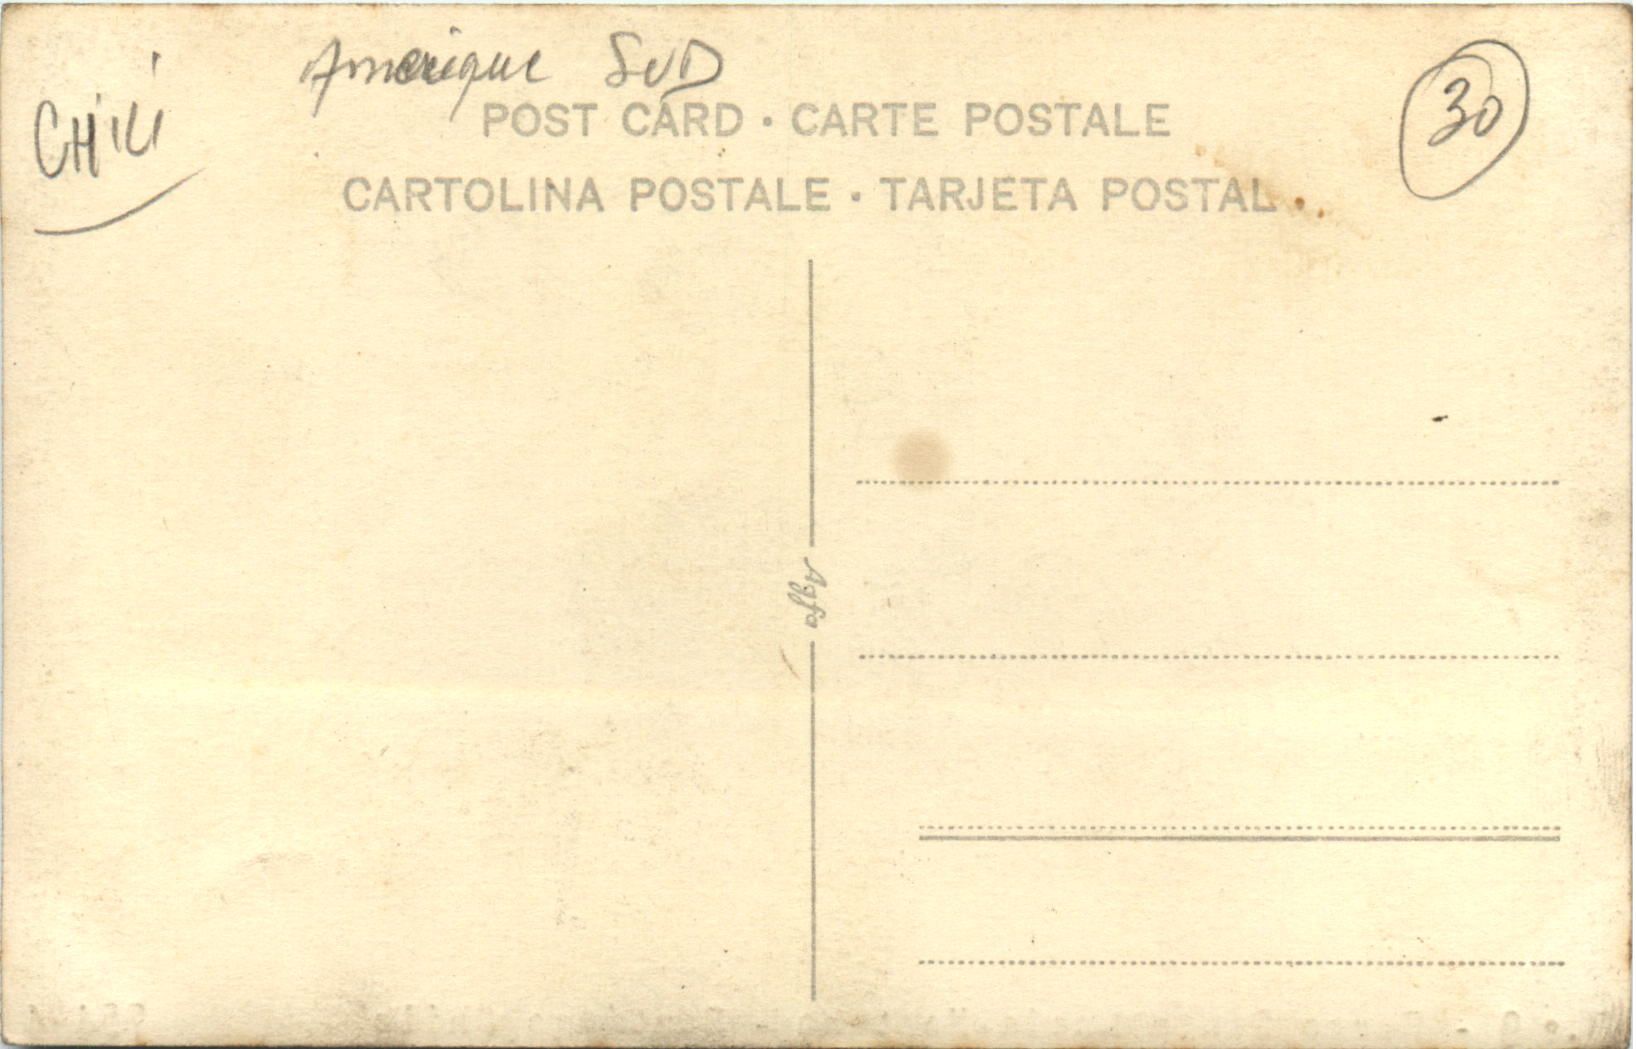 Amerique SUD
CHili
30
POST CARD · CARTE POSTALE
CARTOLINA POSTALE · TARJETA POSTAL
Agfa